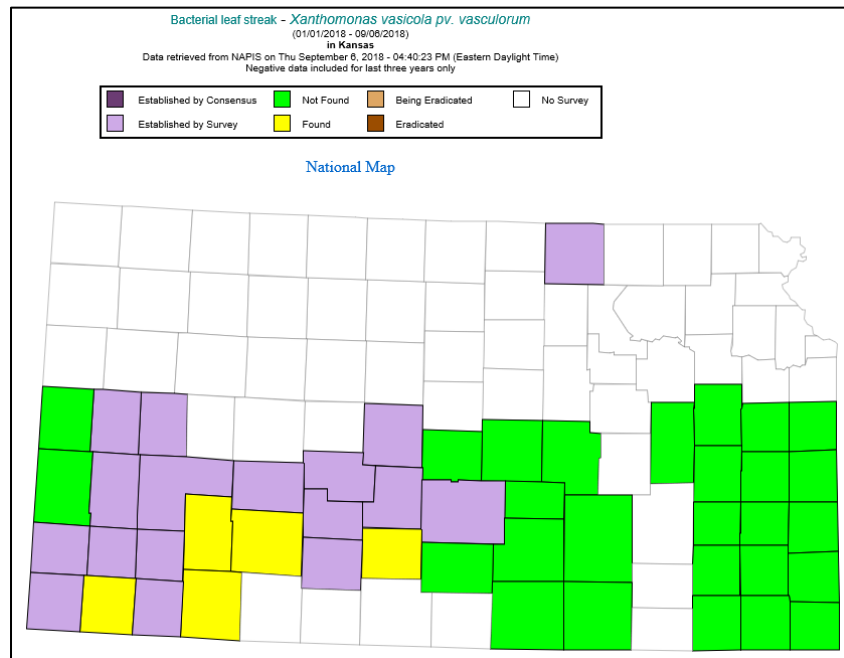 Bacterial leaf streak - Xanthomonas vasicola pv. vasculorum
(01/01/2018 - 09/06/2018)
in Kansas
Data retrieved from NAPIS on Thu September 6, 2018 - 04:40:23 PM (Eastern Daylight Time)
Negative data included for last three years only
Established by Consensus Not Found Being Eradicated No Survey
Established by Survey Found Eradicated
National Map